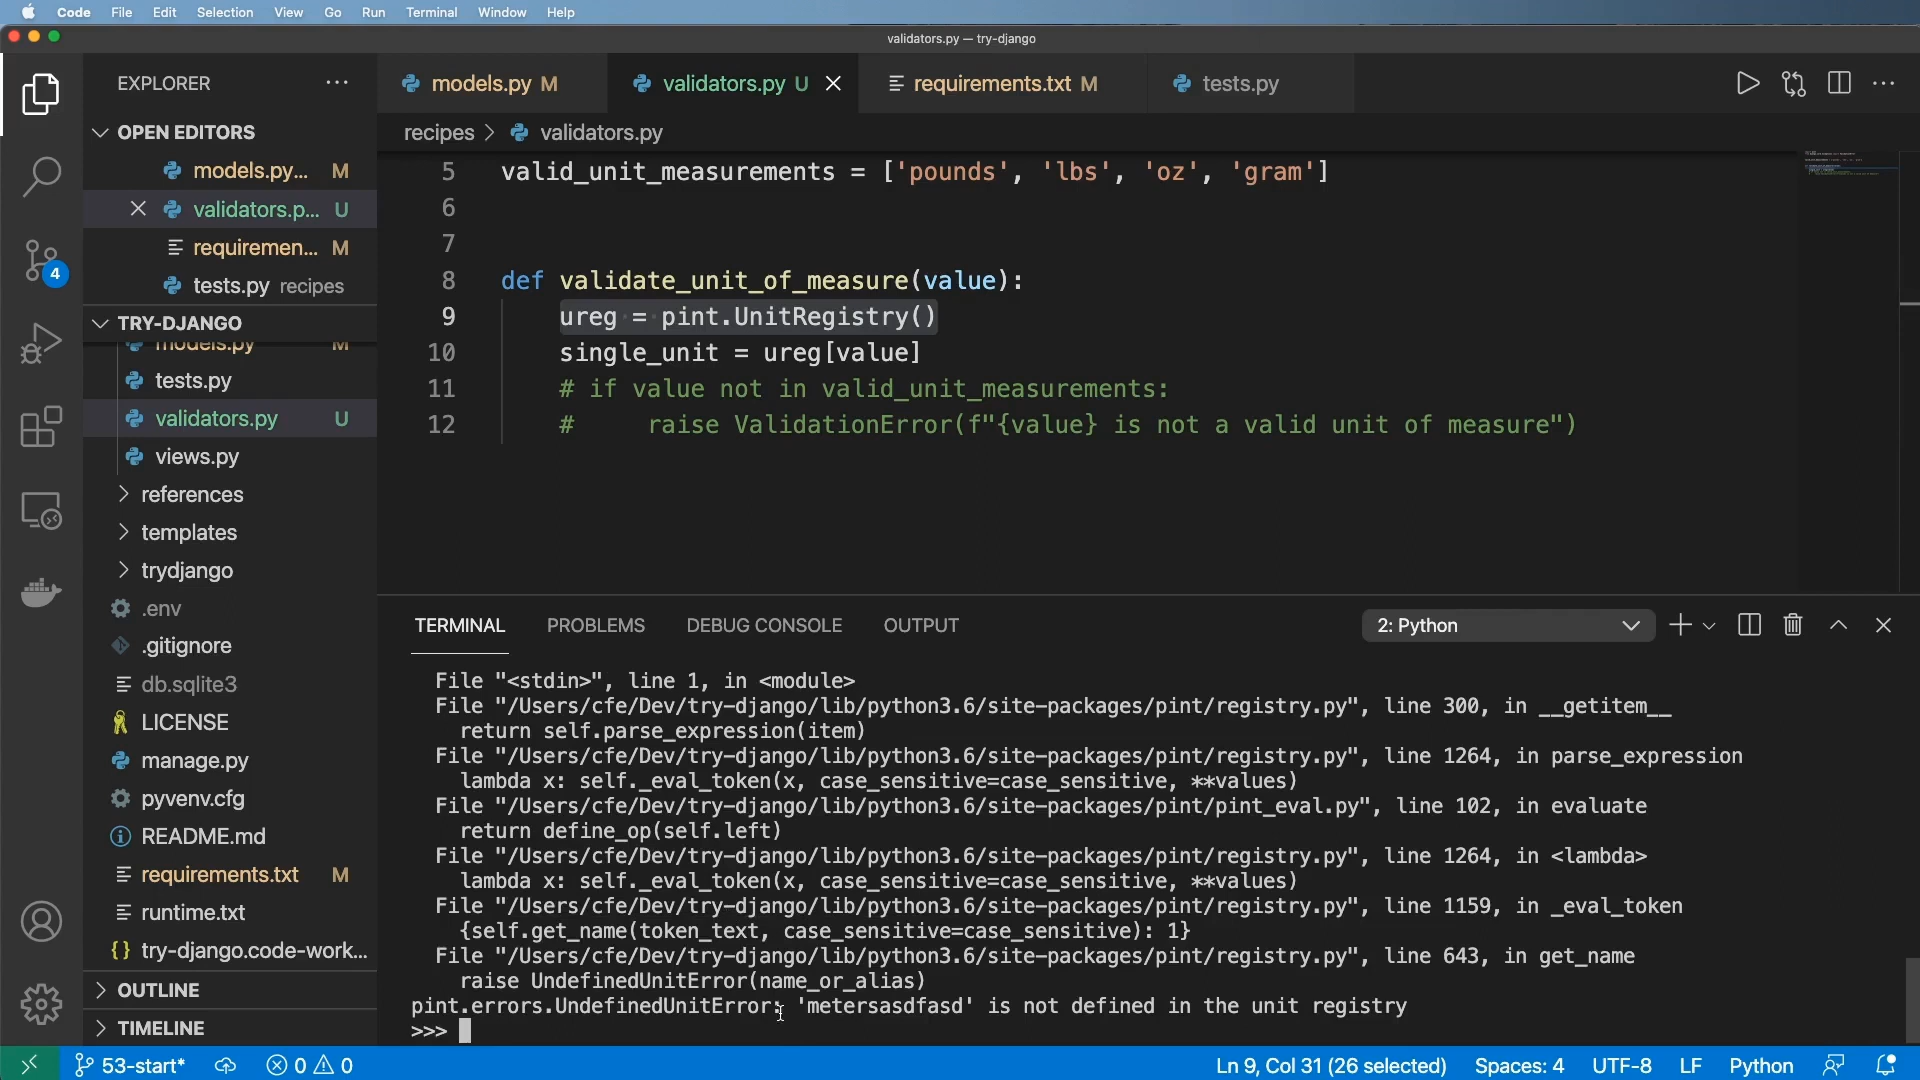 Code File Edit Selection View Go Run Terminal Window Help
validators.py — try-django
EXPLORER
OPEN EDITORS
models.py... M
validators.p... U
requiremen... M
tests.py recipes
TRY-DJANGO
models.py M
tests.py
validators.py U
views.py
references
templates
trydjango
.env
.gitignore
db.sqlite3
LICENSE
manage.py
pyvenv.cfg
README.md
requirements.txt M
runtime.txt
try-django.code-work...
OUTLINE
TIMELINE
4
models.py M validators.py U requirements.txt M tests.py
recipes > validators.py
5 valid_unit_measurements = ['pounds', 'lbs', 'oz', 'gram']
6
7
8 def validate_unit_of_measure(value):
9 ureg = pint.UnitRegistry()
10 single_unit = ureg[value]
11 # if value not in valid_unit_measurements:
12 #     raise ValidationError(f"{value} is not a valid unit of measure")
TERMINAL PROBLEMS DEBUG CONSOLE OUTPUT 2: Python
File "<stdin>", line 1, in <module>
File "/Users/cfe/Dev/try-django/lib/python3.6/site-packages/pint/registry.py", line 300, in __getitem__
return self.parse_expression(item)
File "/Users/cfe/Dev/try-django/lib/python3.6/site-packages/pint/registry.py", line 1264, in parse_expression
lambda x: self._eval_token(x, case_sensitive=case_sensitive, **values)
File "/Users/cfe/Dev/try-django/lib/python3.6/site-packages/pint/pint_eval.py", line 102, in evaluate
return define_op(self.left)
File "/Users/cfe/Dev/try-django/lib/python3.6/site-packages/pint/registry.py", line 1264, in <lambda>
lambda x: self._eval_token(x, case_sensitive=case_sensitive, **values)
File "/Users/cfe/Dev/try-django/lib/python3.6/site-packages/pint/registry.py", line 1159, in _eval_token
{self.get_name(token_text, case_sensitive=case_sensitive): 1}
File "/Users/cfe/Dev/try-django/lib/python3.6/site-packages/pint/registry.py", line 643, in get_name
raise UndefinedUnitError(name_or_alias)
pint.errors.UndefinedUnitError: 'metersasdfasd' is not defined in the unit registry
>>>
53-start* 0 0 Ln 9, Col 31 (26 selected) Spaces: 4 UTF-8 LF Python